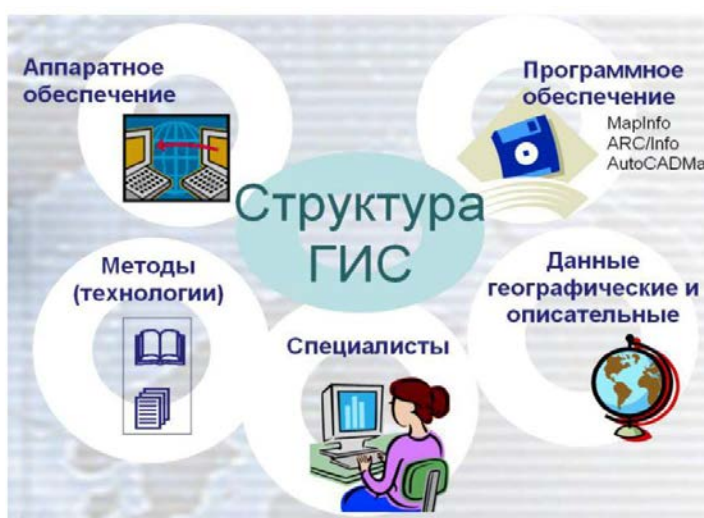 Аппаратное
обеспечение
Программное
обеспечение
MapInfo
ARC/Info
AutoCADMa
Структура
ГИС
Методы
(технологии)
Данные
географические и
описательные
Специалисты